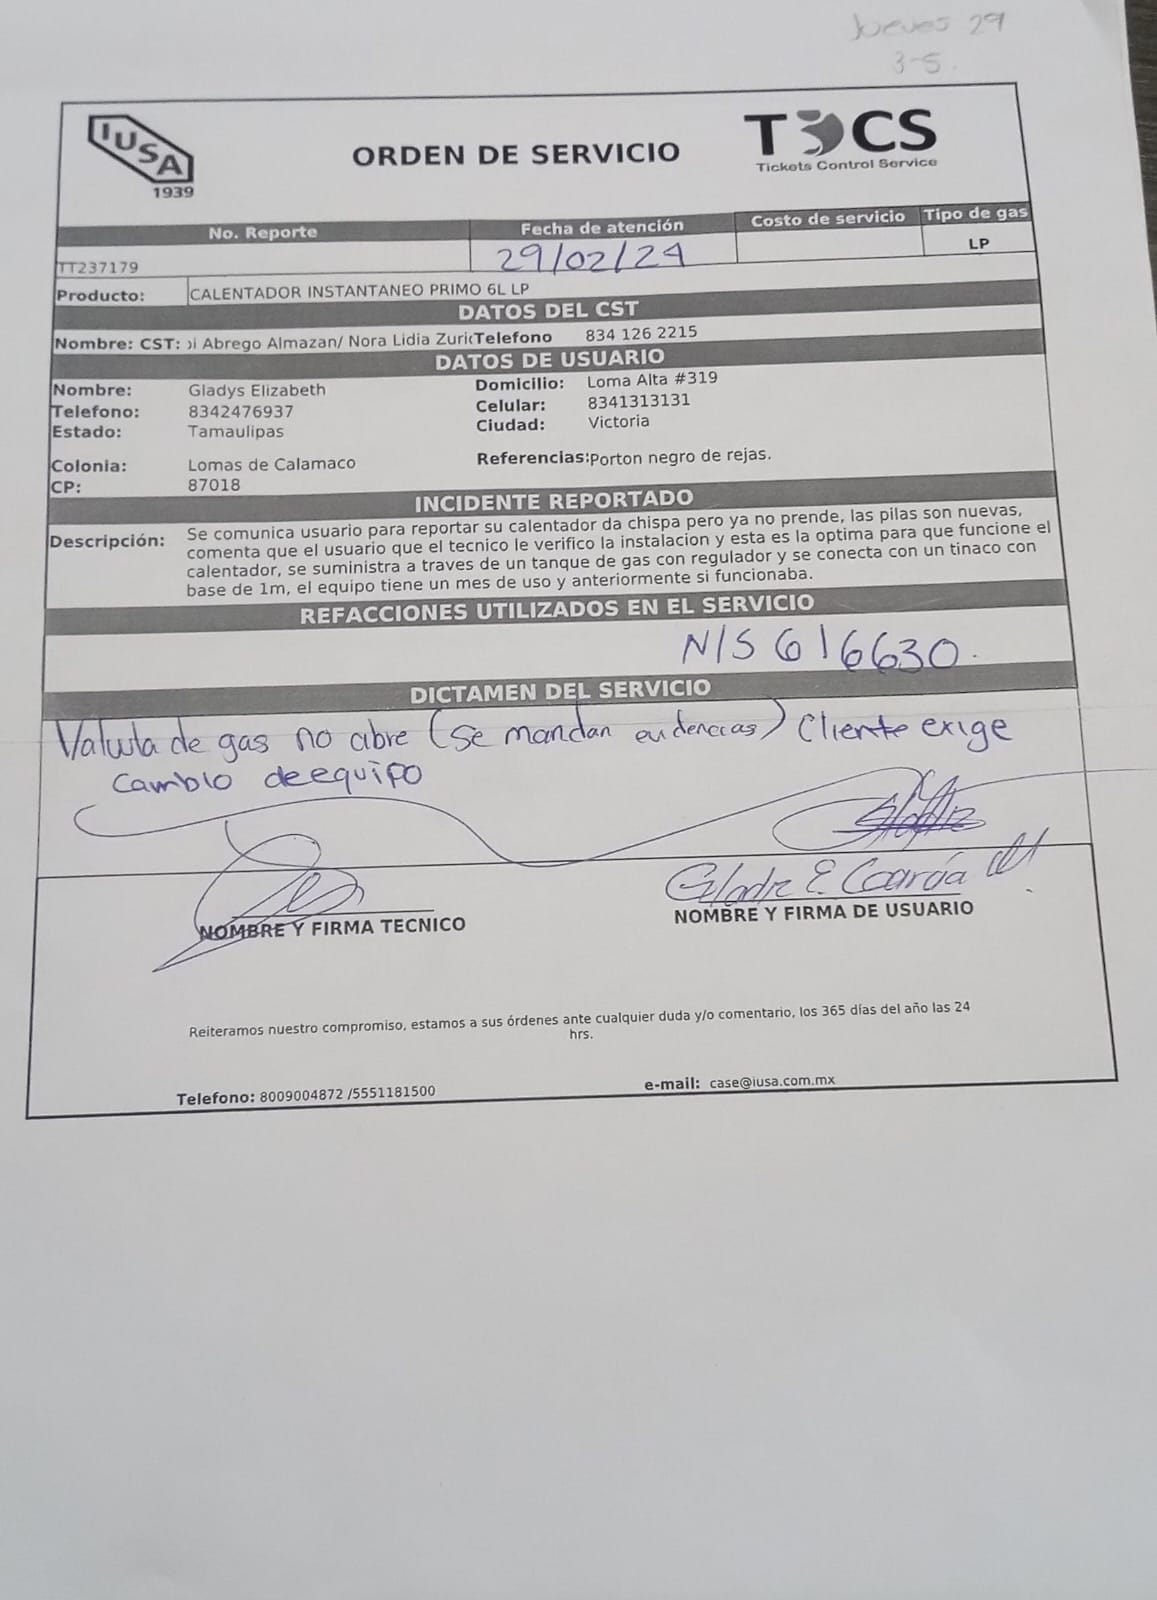 Jueves 29
3-5.
IUSA
1939
ORDEN DE SERVICIO
TCS
Tickets Control Service
No. Reporte Fecha de atención Costo de servicio Tipo de gas
TT237179 29/02/24 LP
Producto: CALENTADOR INSTANTANEO PRIMO 6L LP
DATOS DEL CST
Nombre: CST: oi Abrego Almazan/ Nora Lidia Zuri Telefono 834 126 2215
DATOS DE USUARIO
Nombre: Gladys Elizabeth Domicilio: Loma Alta #319
Telefono: 8342476937 Celular: 8341313131
Estado: Tamaulipas Ciudad: Victoria
Colonia: Lomas de Calamaco Referencias: Porton negro de rejas.
CP: 87018
INCIDENTE REPORTADO
Descripción: Se comunica usuario para reportar su calentador da chispa pero ya no prende, las pilas son nuevas,
comenta que el usuario que el tecnico le verifico la instalacion y esta es la optima para que funcione el
calentador, se suministra a traves de un tanque de gas con regulador y se conecta con un tinaco con
base de 1m, el equipo tiene un mes de uso y anteriormente si funcionaba.
REFACCIONES UTILIZADOS EN EL SERVICIO
N/S 616630.
DICTAMEN DEL SERVICIO
Valvula de gas no abre (se mandan evidencias) Cliente exige
cambio de equipo
Gladiz E. Garcia
NOMBRE Y FIRMA TECNICO NOMBRE Y FIRMA DE USUARIO
Reiteramos nuestro compromiso, estamos a sus órdenes ante cualquier duda y/o comentario, los 365 días del año las 24
hrs.
Telefono: 8009004872 /5551181500 e-mail: case@iusa.com.mx